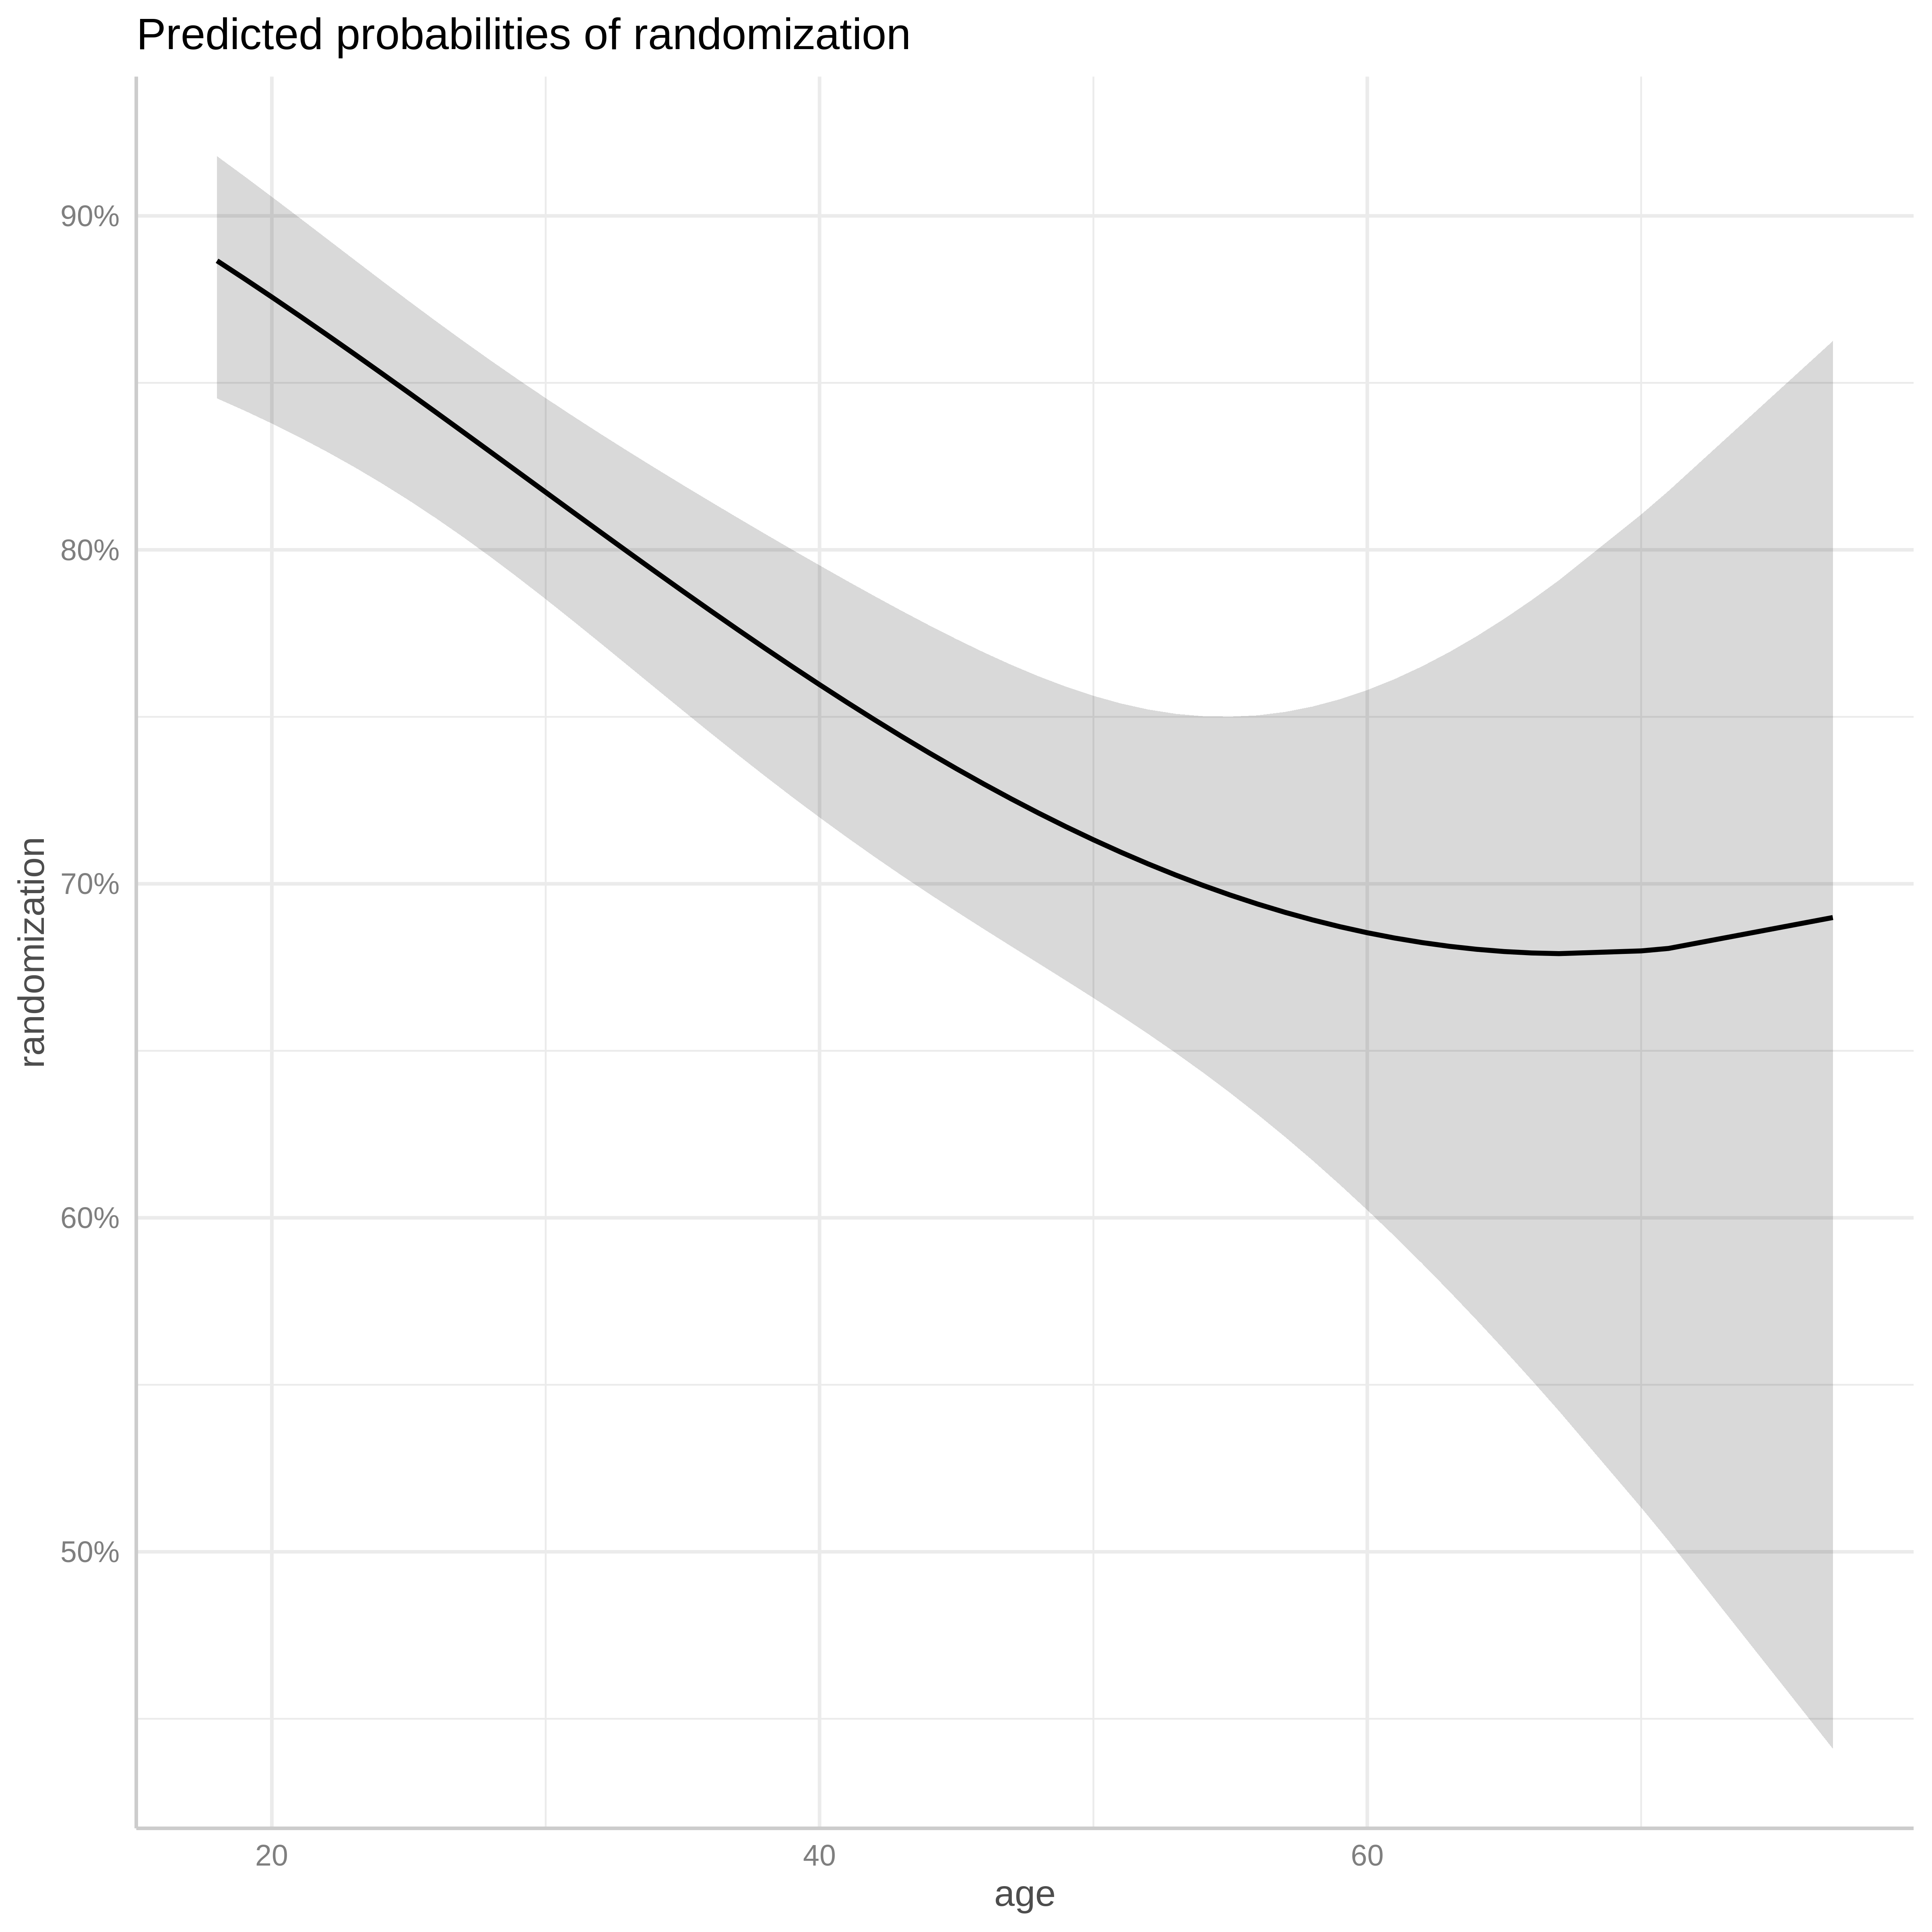 Predicted probabilities of randomization
90%
80%
70%
60%
50%
randomization
20 40 60
age